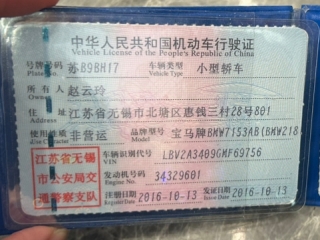 中华人民共和国机动车行驶证
Vehicle License of the People's Republic of China
号牌号码 苏B9BH17 车辆类型 小型轿车
Plate No. Vehicle Type
所有人 赵云玲
Owner
住址 江苏省无锡市北塘区惠钱三村28号801
Address
使用性质 非营运 品牌型号 宝马牌BMW7153AB(BMW218
Use Character Model
江苏省无锡
市公安局交
通警察支队
车辆识别代号 LBV2A3409GMF69756
VIN
发动机号码 34329601
Engine No.
注册日期 2016-10-13 发证日期 2016-10-13
Register Date Issue Date